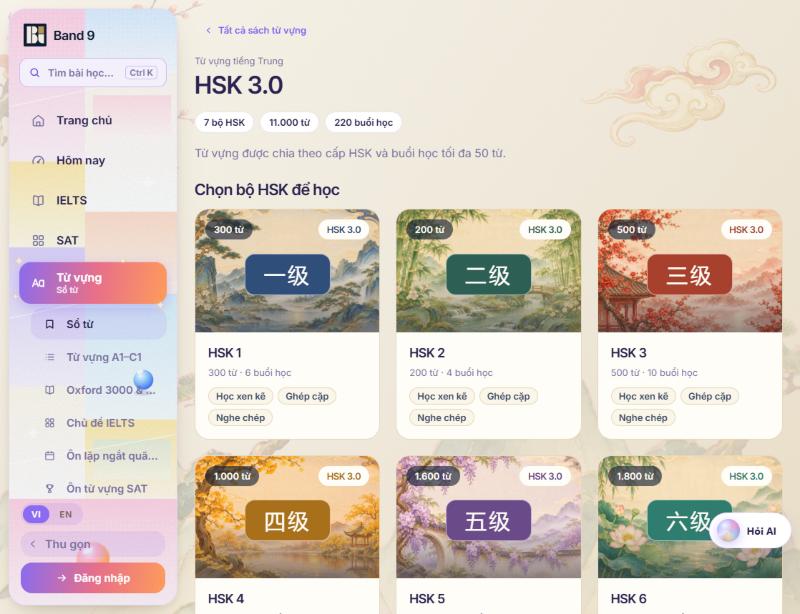 Band 9
Tìm bài học... Ctrl K
Trang chủ
Hôm nay
IELTS
SAT
Từ vựng
Sổ từ
Sổ từ
Từ vựng A1–C1
Oxford 3000 & ...
Chủ đề IELTS
Ôn lập ngắt quã...
Ôn từ vựng SAT
VI EN
Thu gọn
Đăng nhập
Tất cả sách từ vựng
Từ vựng tiếng Trung
HSK 3.0
7 bộ HSK 11.000 từ 220 buổi học
Từ vựng được chia theo cấp HSK và buổi học tối đa 50 từ.
Chọn bộ HSK để học
300 từ HSK 3.0
一级
HSK 1
300 từ · 6 buổi học
Học xen kẽ Ghép cặp
Nghe chép
200 từ HSK 3.0
二级
HSK 2
200 từ · 4 buổi học
Học xen kẽ Ghép cặp
Nghe chép
500 từ HSK 3.0
三级
HSK 3
500 từ · 10 buổi học
Học xen kẽ Ghép cặp
Nghe chép
1.000 từ HSK 3.0
四级
HSK 4
1.600 từ HSK 3.0
五级
HSK 5
1.800 từ HSK 3.0
六级
HSK 6
Hỏi AI